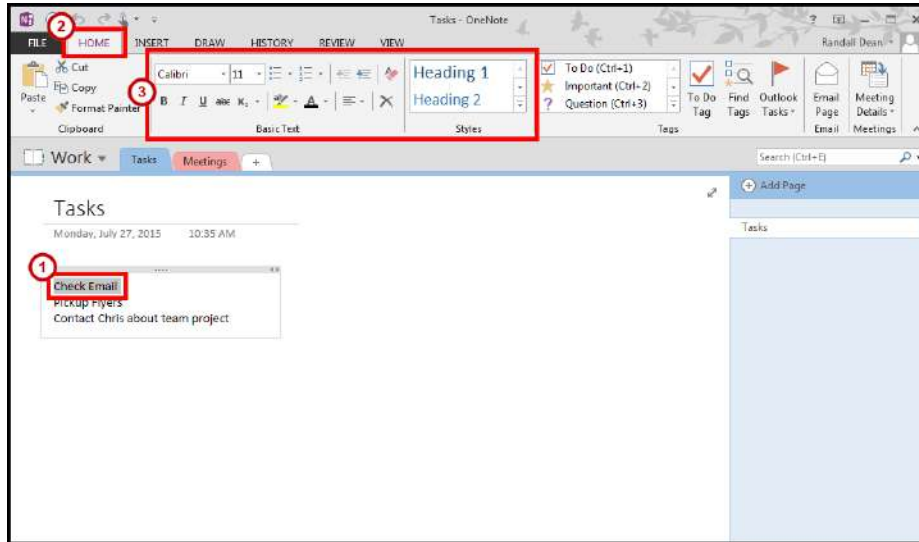 2
Tasks - OneNote
?
FILE HOME INSERT DRAW HISTORY REVIEW VIEW
Randall Dean
Paste
Cut
Copy
Format Painter
Clipboard
3
Calibri 11
B I U abc X₂ A
Basic Text
Heading 1
Heading 2
Styles
To Do (Ctrl+1)
Important (Ctrl+2)
? Question (Ctrl+3)
Tags
To Do Tag
Find Tags
Outlook Tasks
Email Page
Email
Meeting Details
Meetings
Work Tasks Meetings +
Search (Ctrl+E)
Add Page
Tasks
Tasks
Monday, July 27, 2015 10:35 AM
1
Check Email
Pickup Flyers
Contact Chris about team project